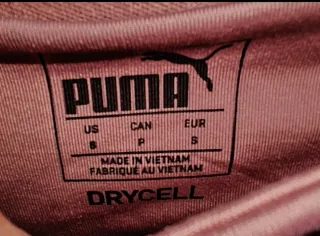 PUMA
US CAN EUR
S P S
MADE IN VIETNAM
FABRIQUÉ AU VIETNAM
DRYCELL